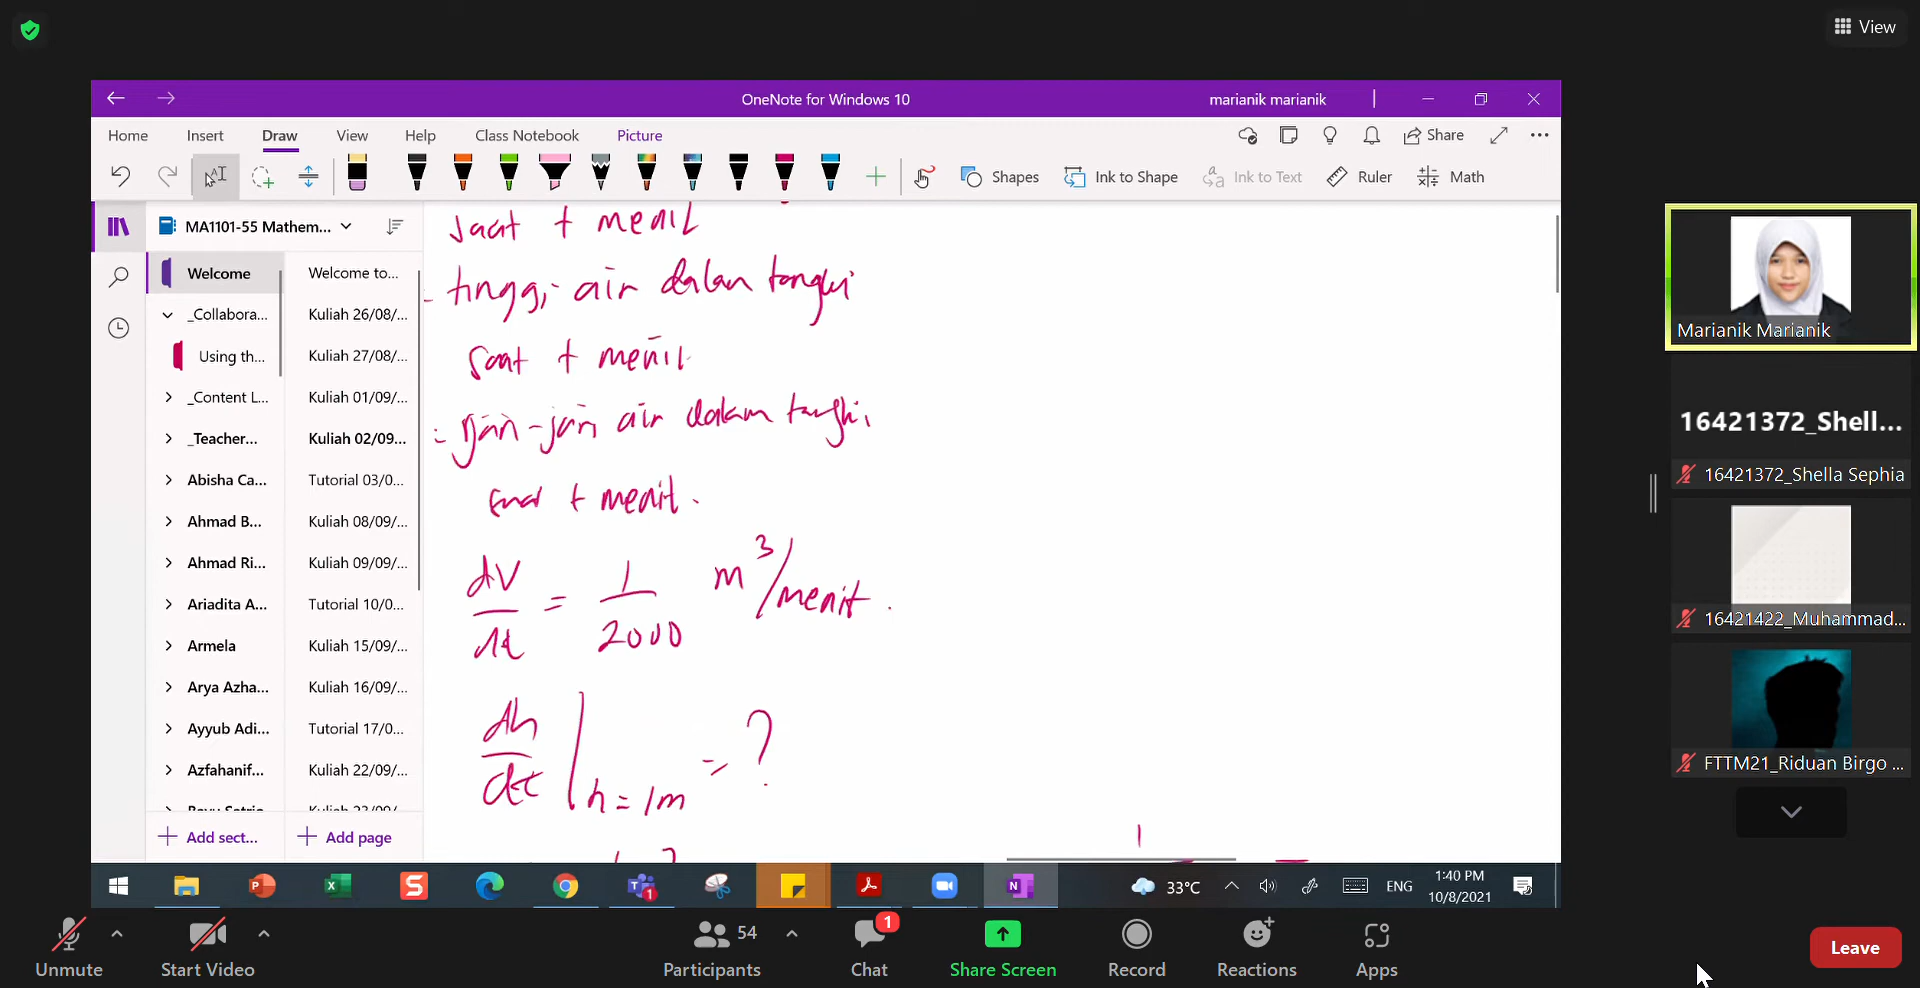 View
OneNote for Windows 10
marianik marianik
Home Insert Draw View Help Class Notebook Picture
Share
Shapes Ink to Shape Ink to Text Ruler Math
MA1101-55 Mathem...
Welcome
_Collabora...
Using th...
_Content L...
_Teacher...
Abisha Ca...
Ahmad B...
Ahmad Ri...
Ariadita A...
Armela
Arya Azha...
Ayyub Adi...
Azfahanif...
Bayu Satrio
Add sect...
Welcome to...
Kuliah 26/08/...
Kuliah 27/08/...
Kuliah 01/09/...
Kuliah 02/09...
Tutorial 03/0...
Kuliah 08/09/...
Kuliah 09/09/...
Tutorial 10/0...
Kuliah 15/09/...
Kuliah 16/09/...
Tutorial 17/0...
Kuliah 22/09/...
Kuliah 23/09/...
Add page
saat t menit
= tinggi air dalam tangki
saat t menit
= jari-jari air dalam tangki
saat t menit.
dV/dt = 1/2000 m³/menit.
dh/dt | h = 1m = ?
Marianik Marianik
16421372_Shell...
16421372_Shella Sephia
16421422_Muhammad...
FTTM21_Riduan Birgo ...
33°C
ENG
1:40 PM
10/8/2021
Unmute
Start Video
54
Participants
1
Chat
Share Screen
Record
Reactions
Apps
Leave